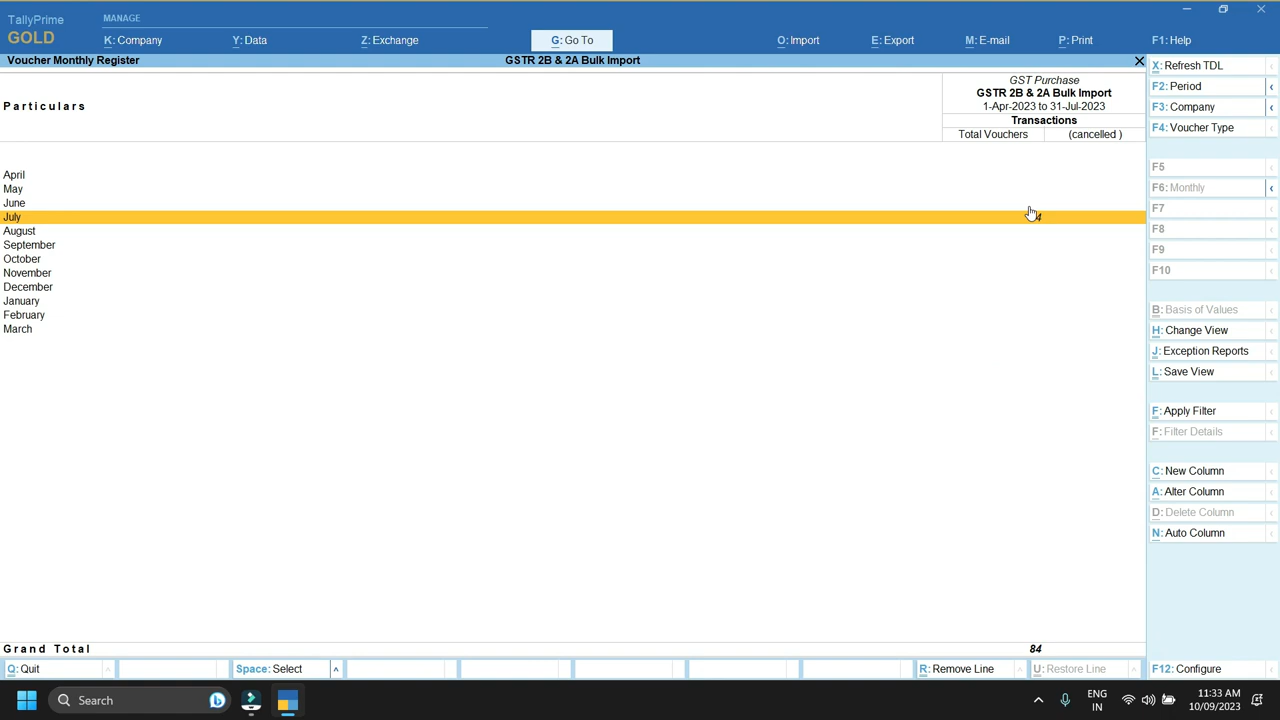 TallyPrime
GOLD
MANAGE
K: Company
Y: Data
Z: Exchange
G: Go To
O: Import
E: Export
M: E-mail
P: Print
F1: Help
Voucher Monthly Register
GSTR 2B & 2A Bulk Import
Particulars
GST Purchase
GSTR 2B & 2A Bulk Import
1-Apr-2023 to 31-Jul-2023
Transactions
Total Vouchers
(cancelled )
April
May
June
July
August
September
October
November
December
January
February
March
Grand Total
84
X: Refresh TDL
F2: Period
F3: Company
F4: Voucher Type
F5
F6: Monthly
F7
F8
F9
F10
B: Basis of Values
H: Change View
J: Exception Reports
L: Save View
F: Apply Filter
F: Filter Details
C: New Column
A: Alter Column
D: Delete Column
N: Auto Column
Q: Quit
Space: Select
R: Remove Line
U: Restore Line
F12: Configure
Search
ENG
IN
11:33 AM
10/09/2023